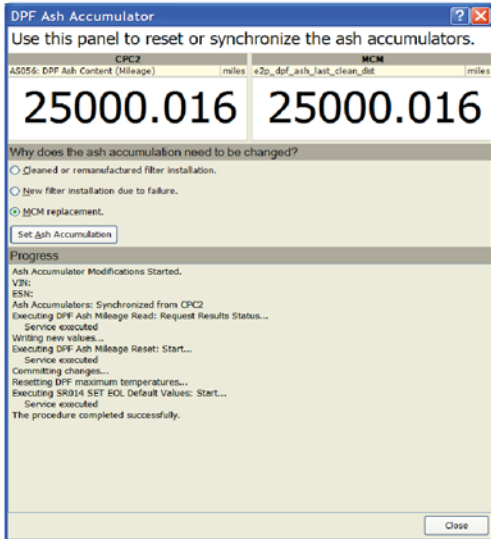 DPF Ash Accumulator
Use this panel to reset or synchronize the ash accumulators.
CPC2 MCM
AS056: DPF Ash Content (Mileage) miles e2p_dpf_ash_last_clean_dist miles
25000.016 25000.016
Why does the ash accumulation need to be changed?
Cleaned or remanufactured filter installation.
New filter installation due to failure.
MCM replacement.
Set Ash Accumulation
Progress
Ash Accumulator Modifications Started.
VIN:
ESN:
Ash Accumulators: Synchronized from CPC2
Executing DPF Ash Mileage Read: Request Results Status...
Service executed
Writing new values...
Executing DPF Ash Mileage Reset: Start...
Service executed
Committing changes...
Resetting DPF maximum temperatures...
Executing SR014 SET EOL Default Values: Start...
Service executed
The procedure completed successfully.
Close